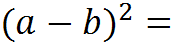 (a − b)² =